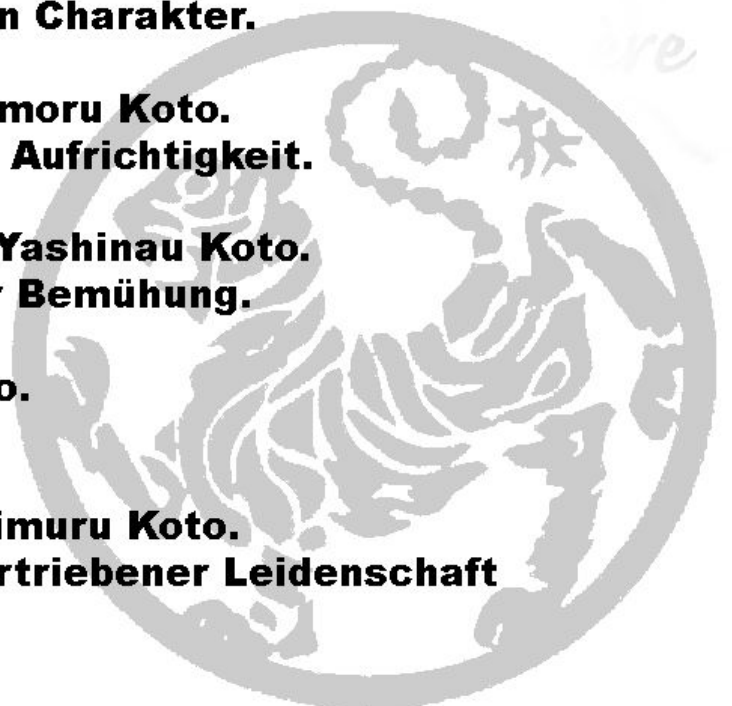 n Charakter.
moru Koto.
Aufrichtigkeit.
Yashinau Koto.
r Bemühung.
o.
imuru Koto.
rtriebener Leidenschaft